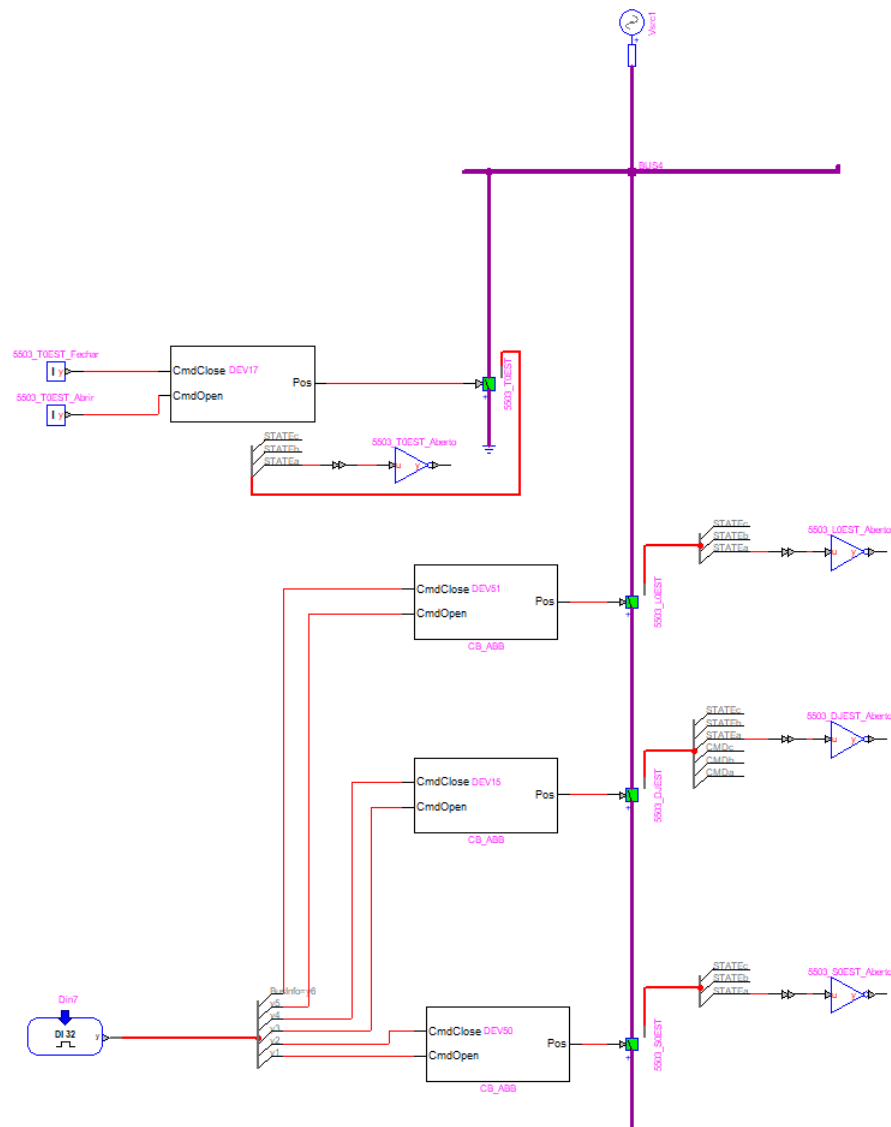 Vsrc1
+
BUS4
5503_T0EST_Fechar
I y
CmdClose DEV17
Pos
CmdOpen
5503_T0EST_Abrir
I y
5503_T0EST
+
STATEc
STATEb
STATEa
5503_T0EST_Aberto
u y
STATEc
STATEb
STATEa
5503_L0EST_Aberto
u y
CmdClose DEV51
Pos
CmdOpen
CB_ABB
+
5503_L0EST
STATEc
STATEb
STATEa
CMDc
CMDb
CMDa
5503_DJEST_Aberto
u y
CmdClose DEV15
Pos
CmdOpen
CB_ABB
+
5503_DJEST
STATEc
STATEb
STATEa
5503_S0EST_Aberto
u y
BusInfo=y6
y5
y4
y3
y2
y1
Din7
DI 32
y
CmdClose DEV50
Pos
CmdOpen
CB_ABB
+
5503_S0EST